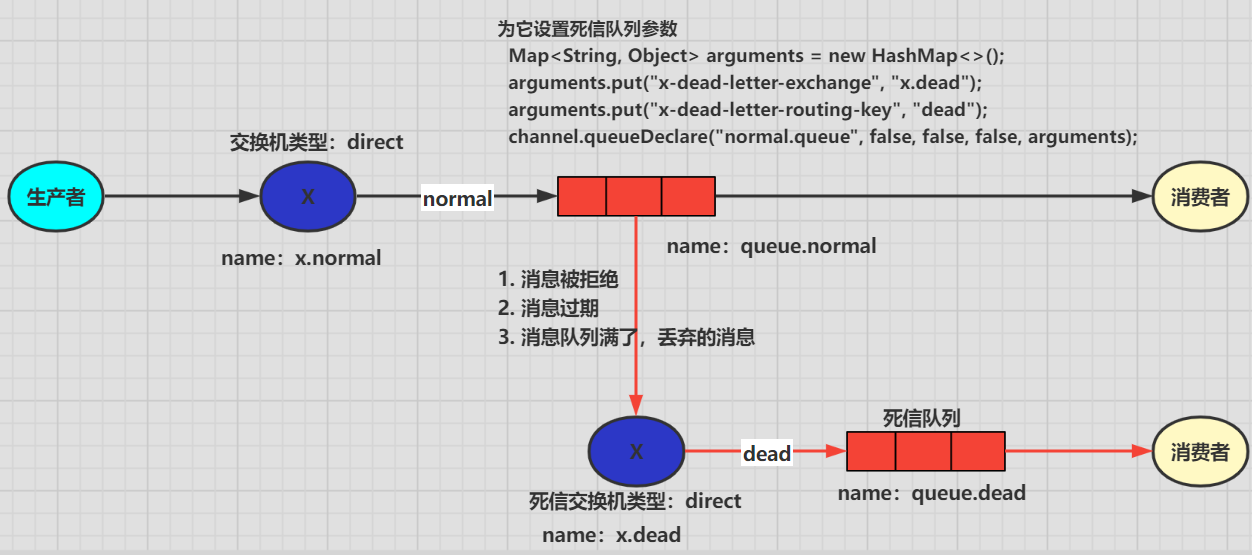 为它设置死信队列参数
Map<String, Object> arguments = new HashMap<>();
arguments.put("x-dead-letter-exchange", "x.dead");
arguments.put("x-dead-letter-routing-key", "dead");
channel.queueDeclare("normal.queue", false, false, false, arguments);
交换机类型：direct
生产者
X
normal
消费者
name：x.normal
name：queue.normal
1. 消息被拒绝
2. 消息过期
3. 消息队列满了，丢弃的消息
死信队列
X
dead
消费者
name：queue.dead
死信交换机类型：direct
name：x.dead